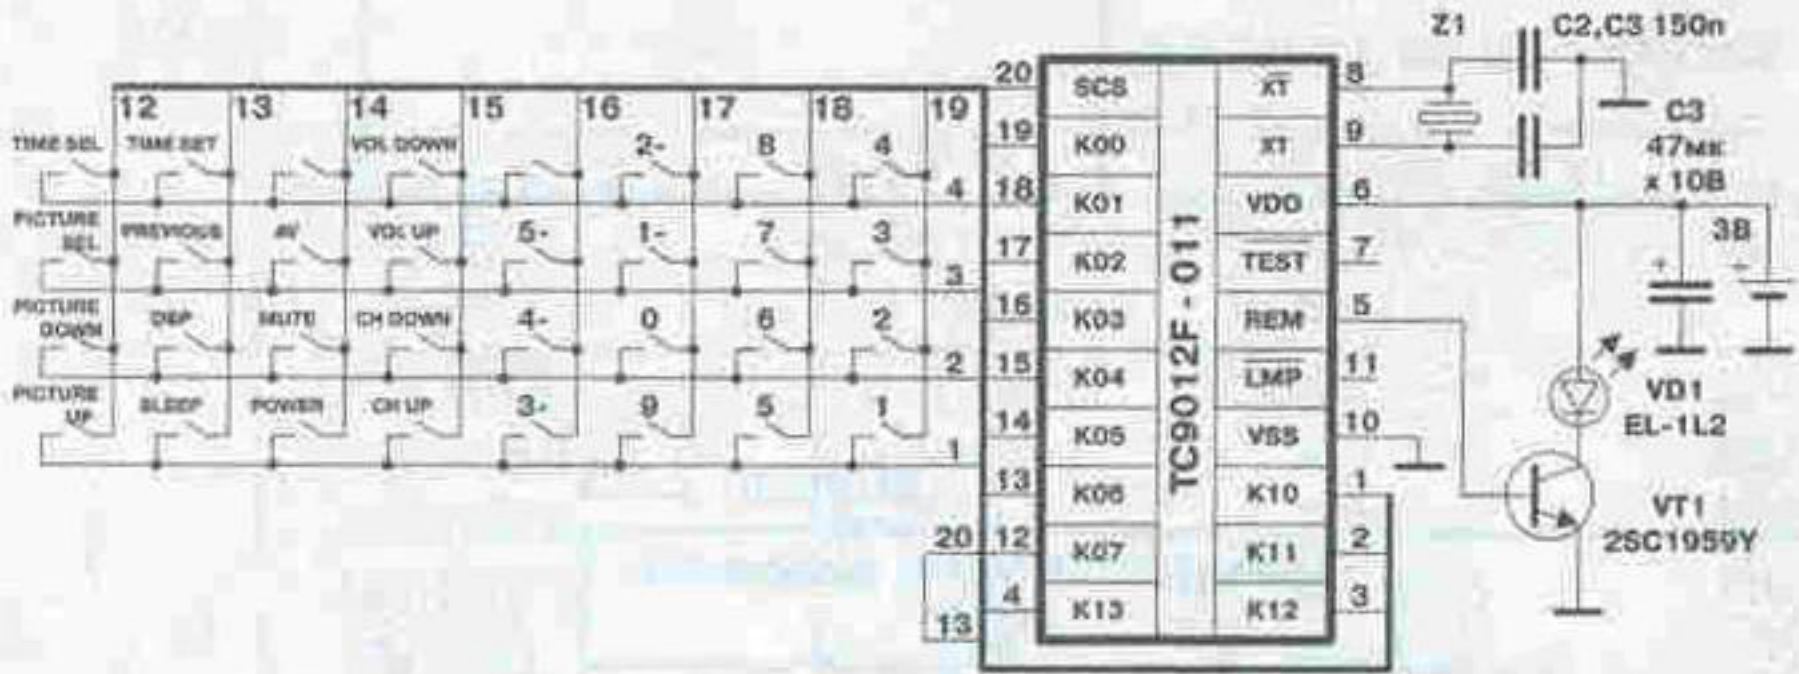 Z1
C2,C3 150n
12 13 14 15 16 17 18 19
TIME SEL TIME SET VOL DOWN 2- 8 4
4
PICTURE SEL PREVIOUS AV VOL UP 5- 1- 7 3
3
PICTURE DOWN DSP MUTE CH DOWN 4- 0 6 2
2
PICTURE UP SLEEP POWER CH UP 3- 9 5 1
1
20
13
20 SCS XT 8
19 K00 XT 9
18 K01 VDD 6
17 K02 TEST 7
16 K03 REM 5
15 K04 LMP 11
14 K05 VSS 10
13 K06 K10 1
12 K07 K11 2
4 K13 K12 3
TC9012F-011
C3
47мк
x 10В
+
3В
+
VD1
EL-1L2
VT1
2SC1959Y